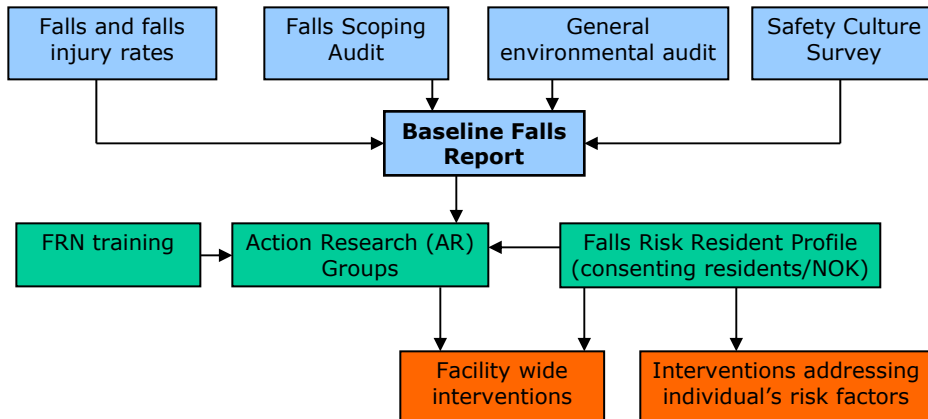 Falls and falls
injury rates
Falls Scoping
Audit
General
environmental audit
Safety Culture
Survey
Baseline Falls
Report
FRN training
Action Research (AR)
Groups
Falls Risk Resident Profile
(consenting residents/NOK)
Facility wide
interventions
Interventions addressing
individual’s risk factors